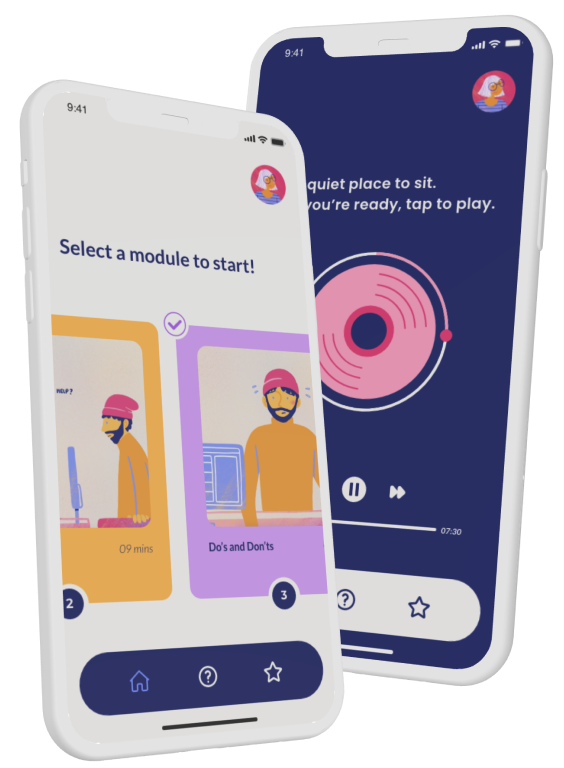 9:41
Select a module to start!
09 mins
Do's and Don'ts
2
3
9:41
quiet place to sit.
you're ready, tap to play.
07:30